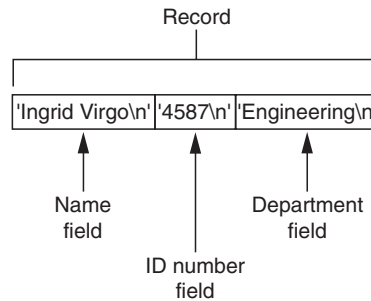 Record
'Ingrid Virgo\n' '4587\n' 'Engineering\n
Name
field
Department
field
ID number
field